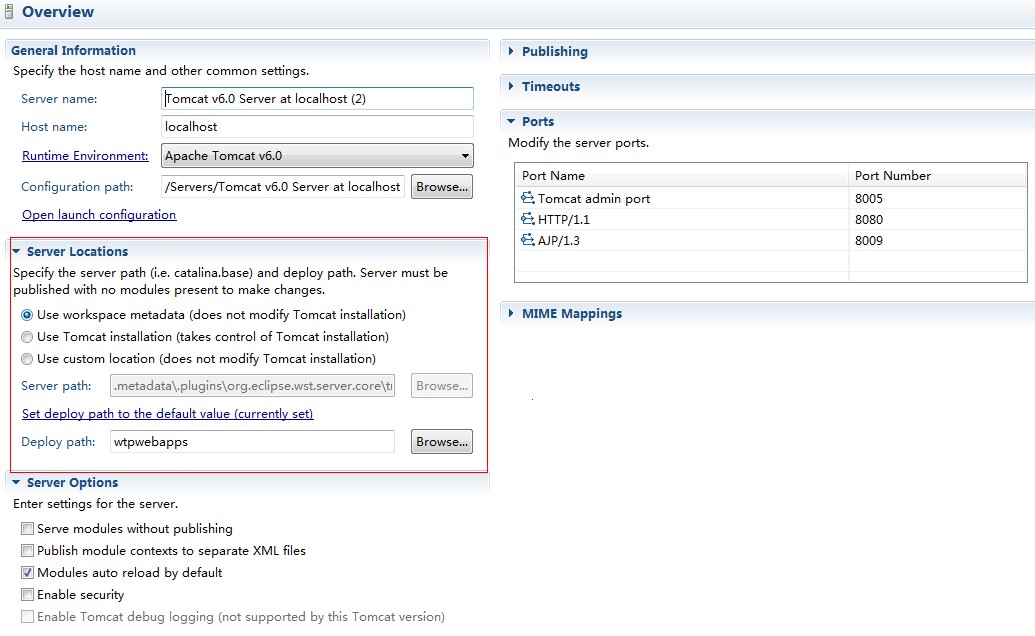 Overview
General Information
Specify the host name and other common settings.
Server name: Tomcat v6.0 Server at localhost (2)
Host name: localhost
Runtime Environment: Apache Tomcat v6.0
Configuration path: /Servers/Tomcat v6.0 Server at localhost Browse...
Open launch configuration
Server Locations
Specify the server path (i.e. catalina.base) and deploy path. Server must be
published with no modules present to make changes.
Use workspace metadata (does not modify Tomcat installation)
Use Tomcat installation (takes control of Tomcat installation)
Use custom location (does not modify Tomcat installation)
Server path: .metadata\.plugins\org.eclipse.wst.server.core\ Browse...
Set deploy path to the default value (currently set)
Deploy path: wtpwebapps Browse...
Server Options
Enter settings for the server.
Serve modules without publishing
Publish module contexts to separate XML files
Modules auto reload by default
Enable security
Enable Tomcat debug logging (not supported by this Tomcat version)
Publishing
Timeouts
Ports
Modify the server ports.
Port Name Port Number
Tomcat admin port 8005
HTTP/1.1 8080
AJP/1.3 8009
MIME Mappings